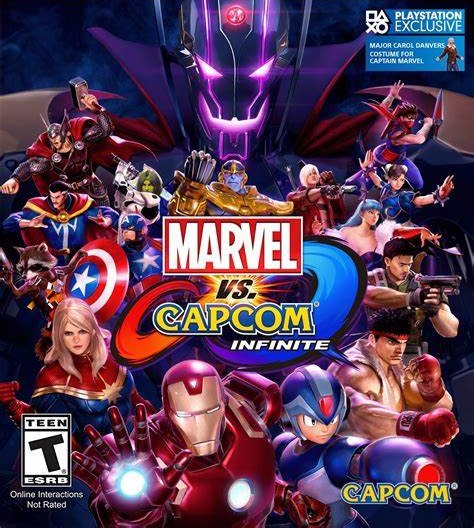 PLAYSTATION
EXCLUSIVE
MAJOR CAROL DANVERS
COSTUME FOR
CAPTAIN MARVEL
MARVEL
VS.
CAPCOM®
INFINITE
TEEN
T
ESRB
Online Interactions
Not Rated
CAPCOM®